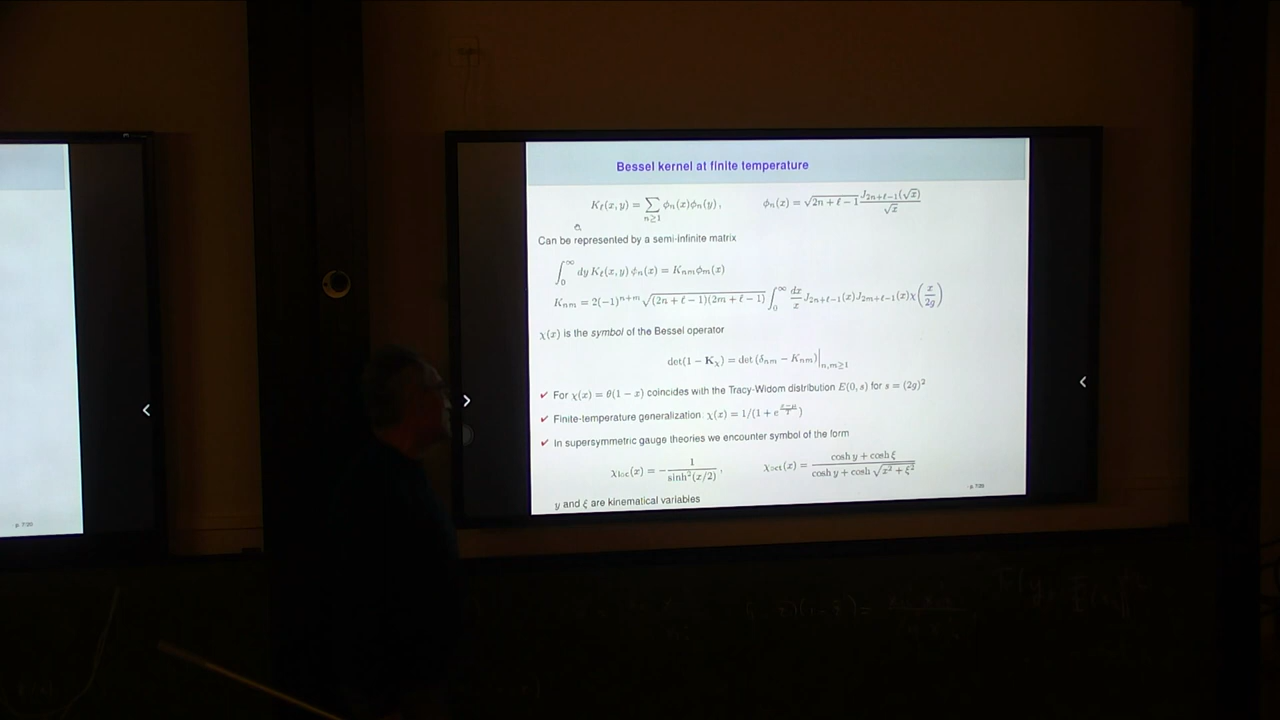 Bessel kernel at finite temperature
K_ℓ(x, y) = ∑_{n≥1} φ_n(x)φ_n(y) , φ_n(x) = √(2n + ℓ − 1) J_{2n+ℓ−1}(√x) / √x
Can be represented by a semi-infinite matrix
∫_0^∞ dy K_ℓ(x, y) φ_n(x) = K_{nm}φ_m(x)
K_{nm} = 2(−1)^{n+m} √((2n + ℓ − 1)(2m + ℓ − 1)) ∫_0^∞ dx/x J_{2n+ℓ−1}(x)J_{2m+ℓ−1}(x)χ(x/2g)
χ(x) is the symbol of the Bessel operator
det(1 − K_χ) = det (δ_{nm} − K_{nm})|_{n,m≥1}
✔ For χ(x) = θ(1 − x) coincides with the Tracy-Widom distribution E(0, s) for s = (2g)^2
✔ Finite-temperature generalization: χ(x) = 1/(1 + e^{(x−μ)/T})
✔ In supersymmetric gauge theories we encounter symbol of the form
χ_loc(x) = − 1 / sinh^2(x/2) , χ_oct(x) = (cosh y + cosh ξ) / (cosh y + cosh √(x^2 + ξ^2))
y and ξ are kinematical variables